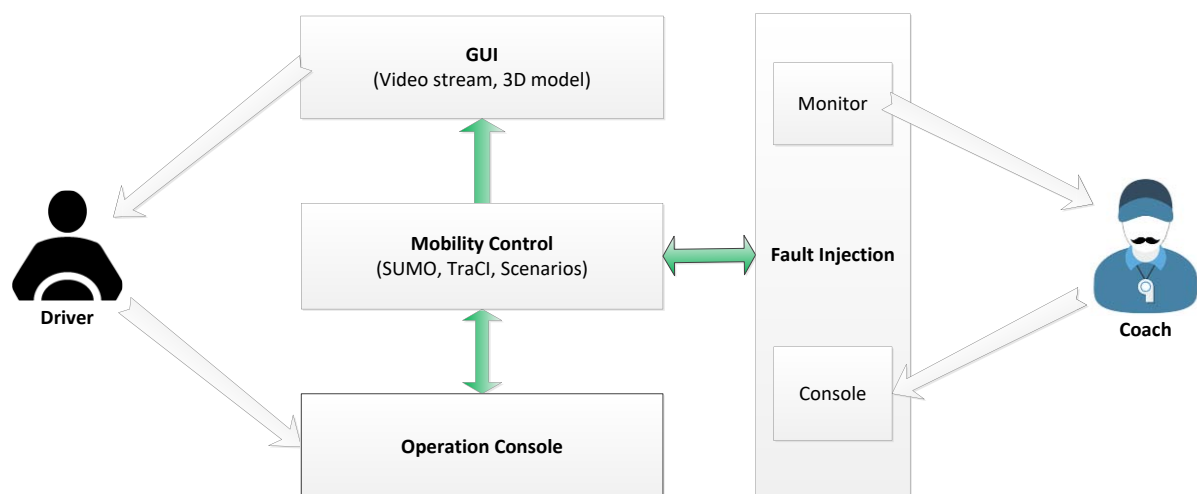 GUI
(Video stream, 3D model)
Monitor
Mobility Control
(SUMO, TraCI, Scenarios)
Fault Injection
Driver
Coach
Console
Operation Console